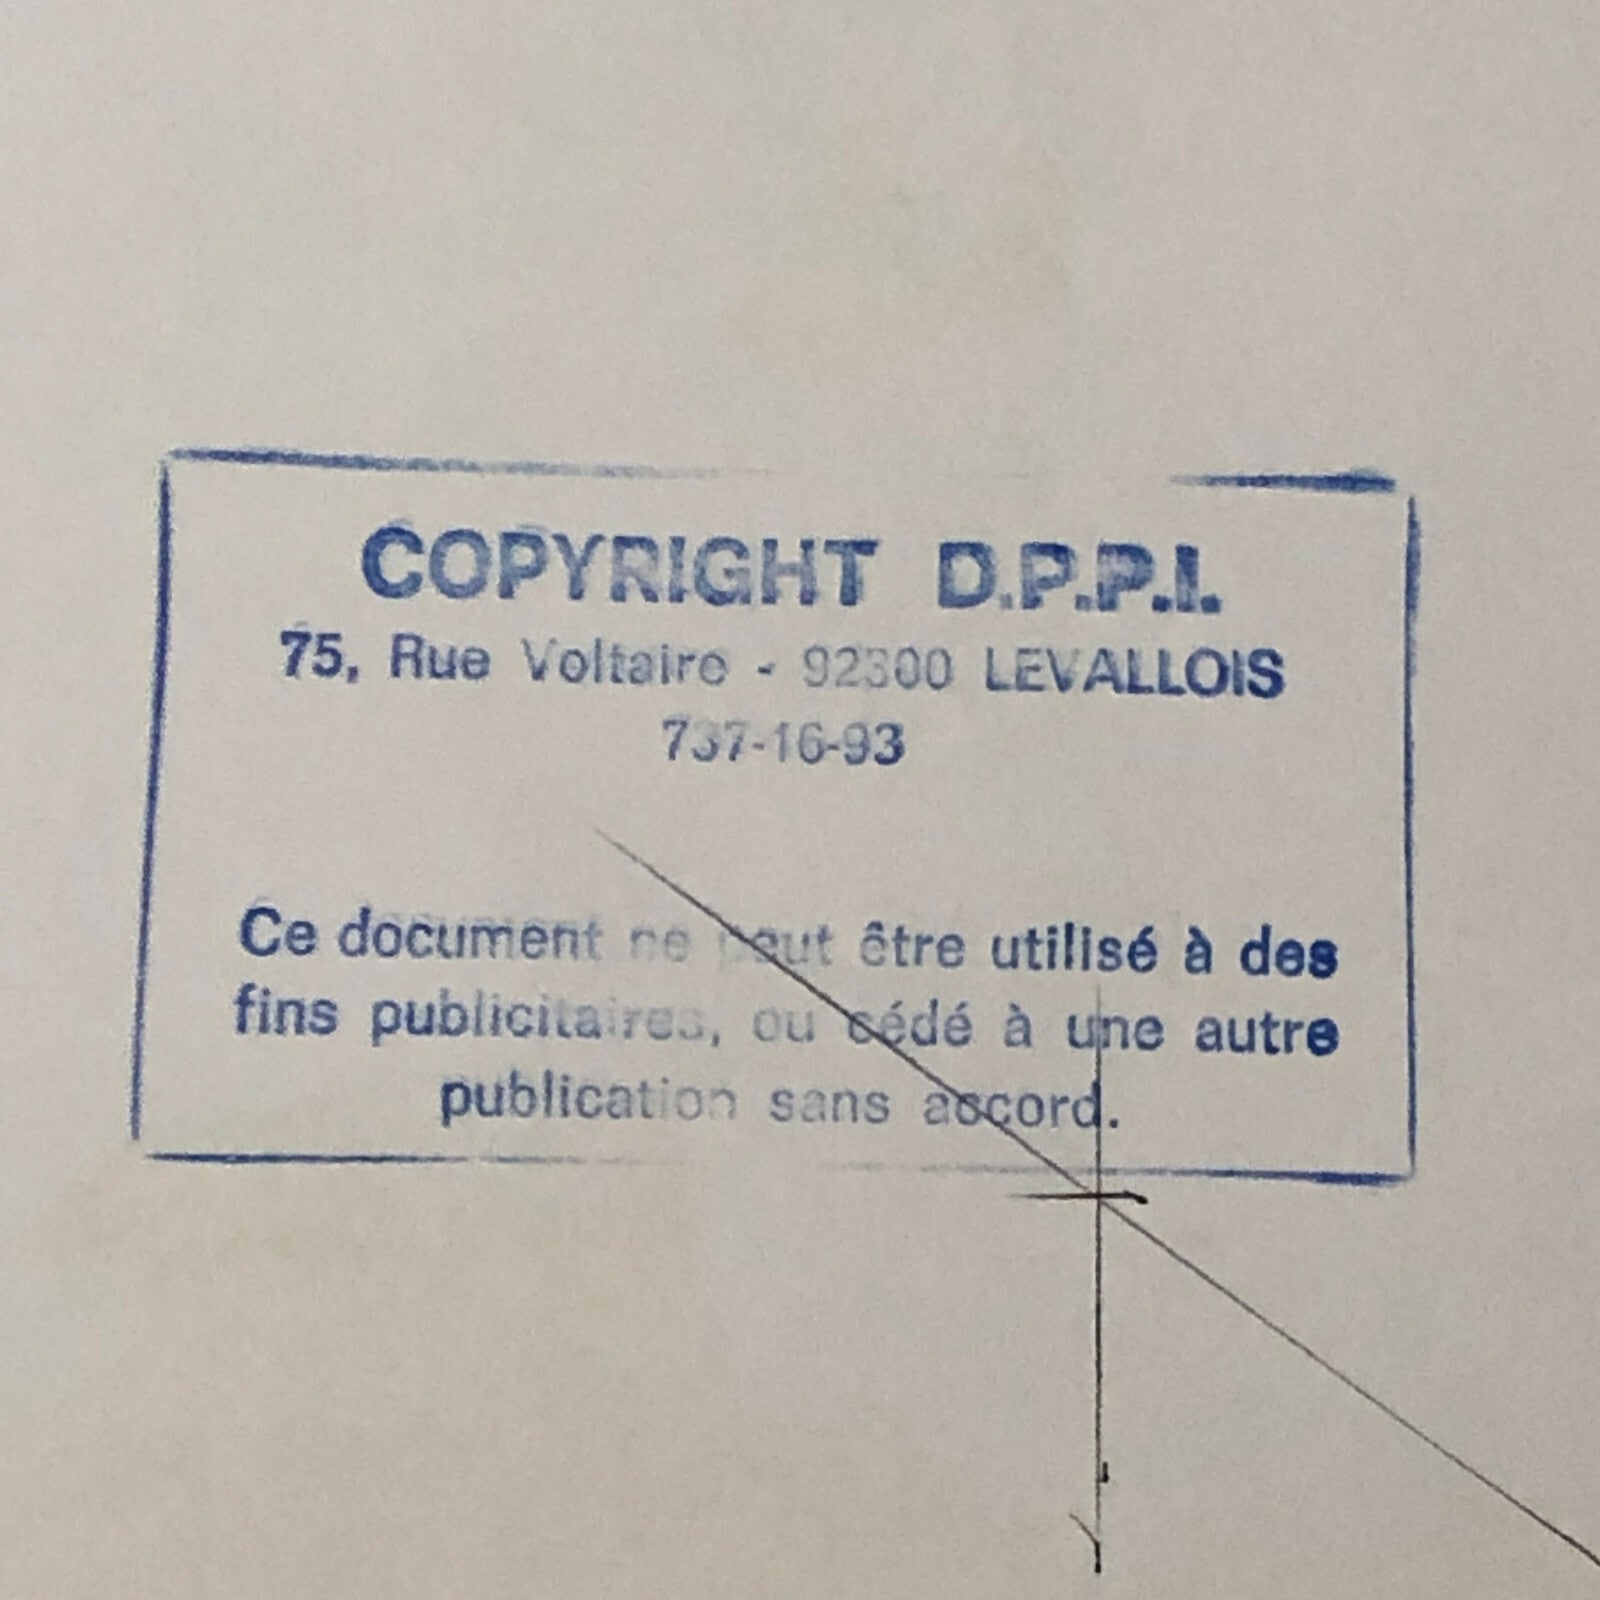 COPYRIGHT D.P.P.I.
75, Rue Voltaire - 92300 LEVALLOIS
737-16-93
Ce document ne peut être utilisé à des
fins publicitaires, ou cédé à une autre
publication sans accord.